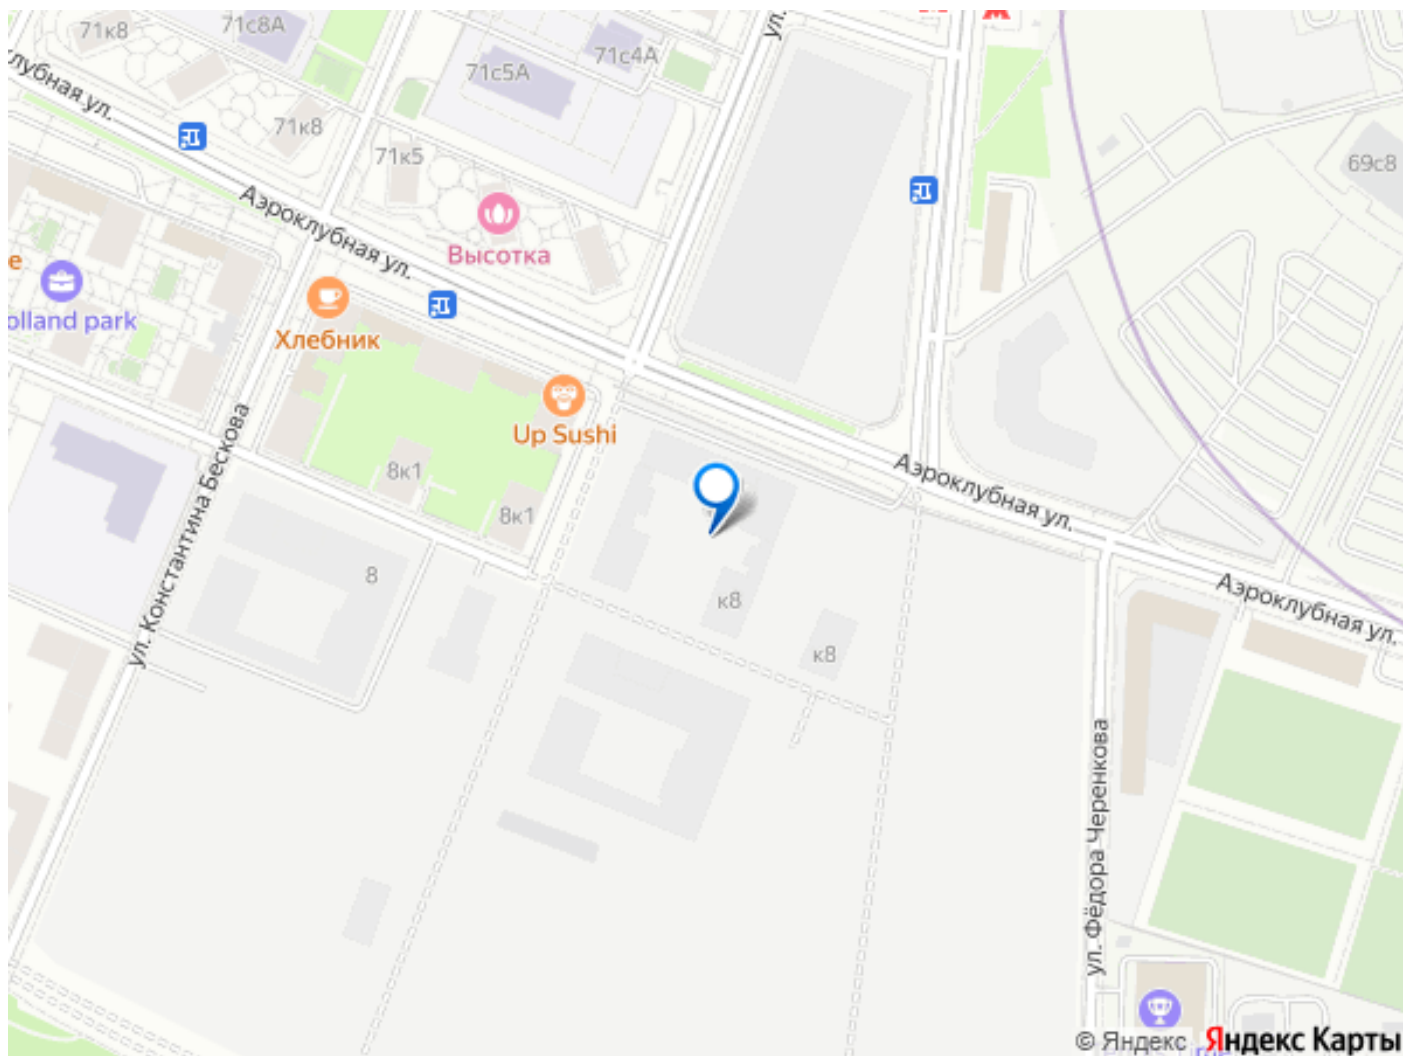 71к8
71с8А
71с5А
71с4А
ул.
лубная ул.
71к8
71к5
69с8
Аэроклубная ул.
Высотка
е
olland park
Хлебник
Up Sushi
8к1
8к1
ул. Константина Бескова
Аэроклубная ул.
8
к8
к8
Аэроклубная ул.
ул. Фёдора Черенкова
© Яндекс Яндекс Карты